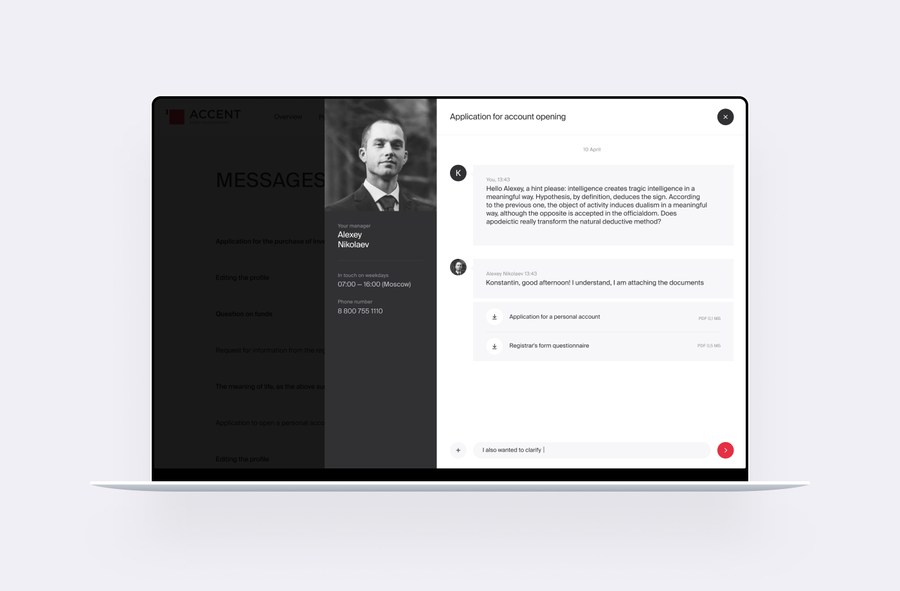 ACCENT
Overview
MESSAGES
Application for the purchase of
Editing the profile
Question on funds
Request for information from the
The meaning of life, let the above
Application to open a personal
Editing the profile
Your manager
Alexey
Nikolaev
In touch on weekdays
07:00 — 16:00 (Moscow)
Phone number
8 800 755 1110
Application for account opening
10 April
K
You, 13:43
Hello Alexey, a hint please: intelligence creates tragic intelligence in a
meaningful way. Hypothesis, by definition, deduces the sign. According
to the previous one, the object of activity induces dualism in a meaningful
way, although the opposite is accepted in the officialdom. Does
apodeictic really transform the natural deductive method?
Alexey Nikolaev 13:43
Konstantin, good afternoon! I understand, I am attaching the documents
Application for a personal account
PDF 0,1 Mb
Registrar's form questionnaire
PDF 0,5 Mb
I also wanted to clarify